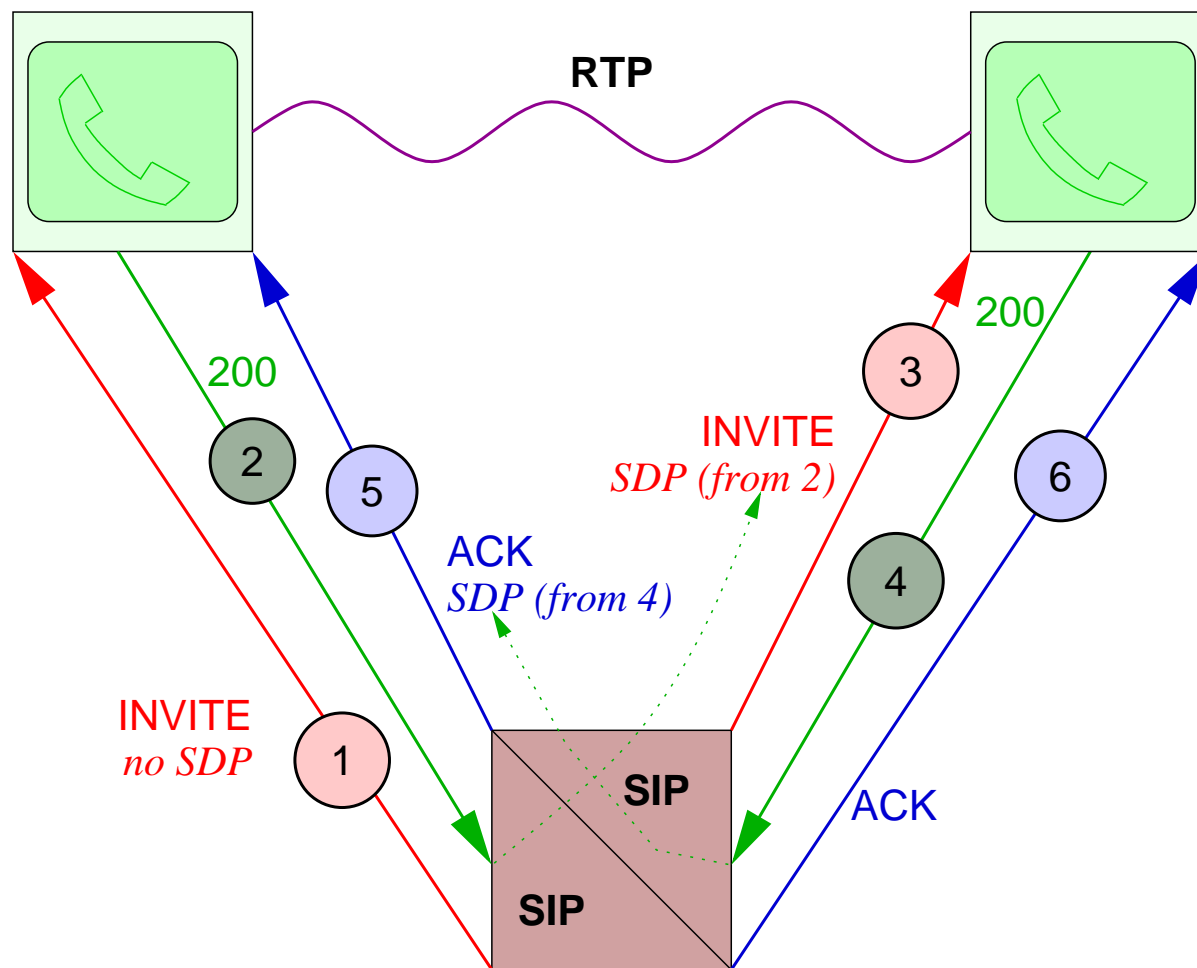 RTP
200
200
3
2
INVITE
SDP (from 2)
5
6
ACK
SDP (from 4)
4
INVITE
no SDP
1
SIP
ACK
SIP